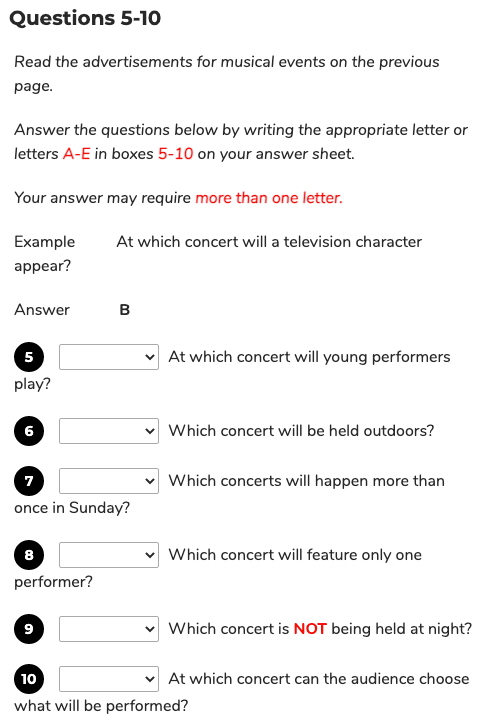 Questions 5-10
Read the advertisements for musical events on the previous
page.
Answer the questions below by writing the appropriate letter or
letters A-E in boxes 5-10 on your answer sheet.
Your answer may require more than one letter.
Example At which concert will a television character
appear?
Answer B
5 At which concert will young performers
play?
6 Which concert will be held outdoors?
7 Which concerts will happen more than
once in Sunday?
8 Which concert will feature only one
performer?
9 Which concert is NOT being held at night?
10 At which concert can the audience choose
what will be performed?